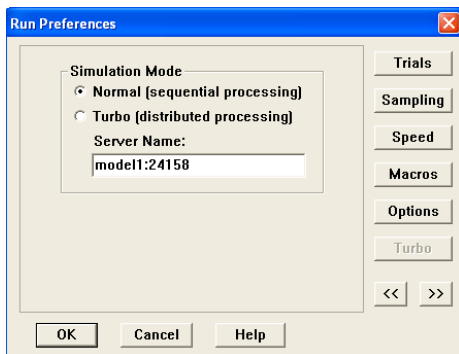 Run Preferences
Simulation Mode
Normal (sequential processing)
Turbo (distributed processing)
Server Name:
model1:24158
Trials
Sampling
Speed
Macros
Options
Turbo
<< >>
OK Cancel Help